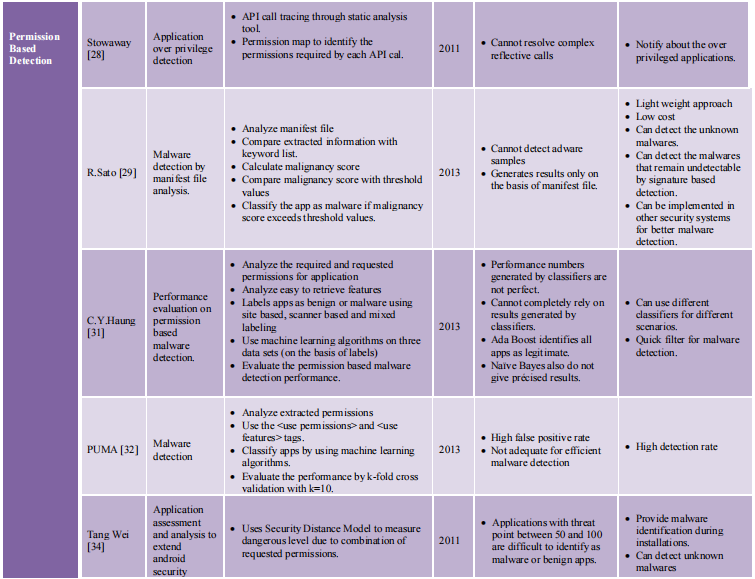 Permission
Based
Detection
Stowaway
[28]
Application
over privilege
detection
• API call tracing through static analysis
tool.
• Permission map to identify the
permissions required by each API cal.
2011
• Cannot resolve complex
reflective calls
• Notify about the over
privileged applications.
R.Sato [29]
Malware
detection by
manifest file
analysis.
• Analyze manifest file
• Compare extracted information with
keyword list.
• Calculate malignancy score
• Compare malignancy score with threshold
values
• Classify the app as malware if malignancy
score exceeds threshold values.
2013
• Cannot detect adware
samples
• Generates results only on
the basis of manifest file.
• Light weight approach
• Low cost
• Can detect the unknown
malwares.
• Can detect the malwares
that remain undetectable
by signature based
detection.
• Can be implemented in
other security systems
for better malware
detection.
C.Y.Haung
[31]
Performance
evaluation on
permission
based
malware
detection.
• Analyze the required and requested
permissions for application
• Analyze easy to retrieve features
• Labels apps as benign or malware using
site based, scanner based and mixed
labeling
• Use machine learning algorithms on three
data sets (on the basis of labels)
• Evaluate the permission based malware
detection performance.
2013
• Performance numbers
generated by classifiers are
not perfect.
• Cannot completely rely on
results generated by
classifiers.
• Ada Boost identifies all
apps as legitimate.
• Naïve Bayes also do not
give précised results.
• Can use different
classifiers for different
scenarios.
• Quick filter for malware
detection.
PUMA [32]
Malware
detection
• Analyze extracted permissions
• Use the <use permissions> and <use
features> tags.
• Classify apps by using machine learning
algorithms.
• Evaluate the performance by k-fold cross
validation with k=10.
2013
• High false positive rate
• Not adequate for efficient
malware detection
• High detection rate
Tang Wei
[34]
Application
assessment
and analysis to
extend
android
security
• Uses Security Distance Model to measure
dangerous level due to combination of
requested permissions.
2011
• Applications with threat
point between 50 and 100
are difficult to identify as
malware or benign apps.
• Provide malware
identification during
installations.
• Can detect unknown
malwares